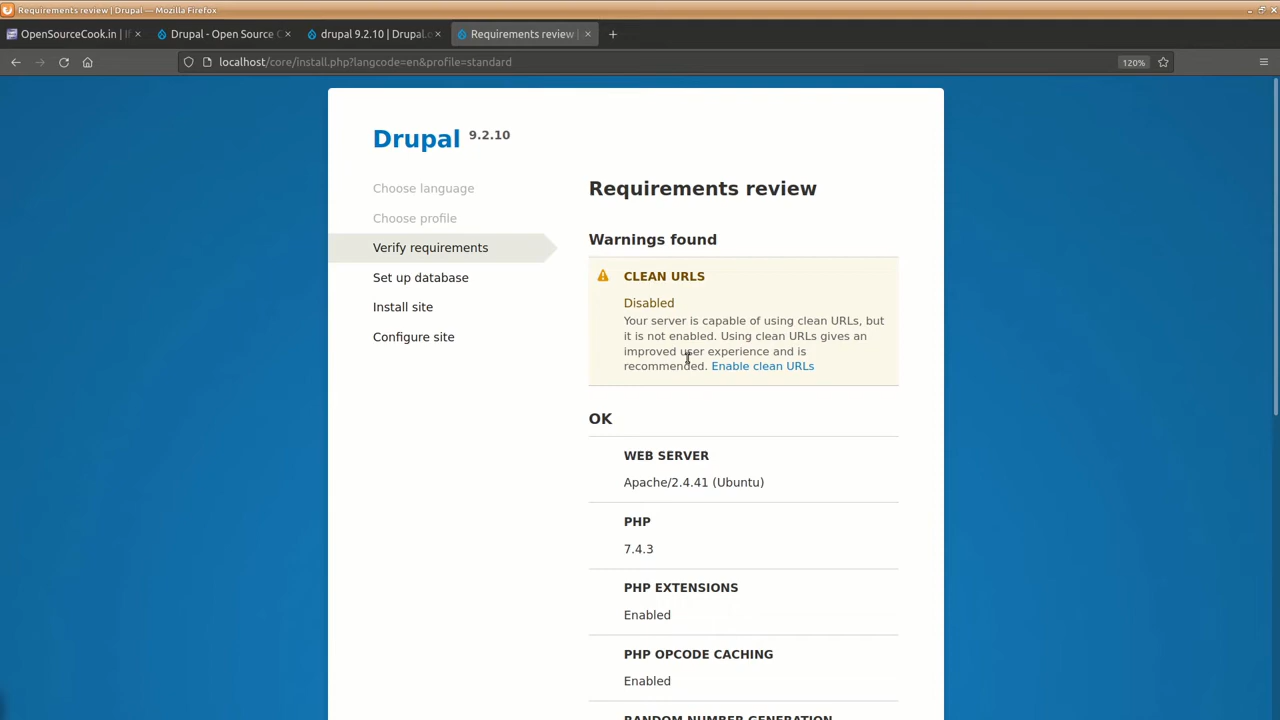 Requirements review | Drupal - Mozilla Firefox
OpenSourceCook.in |
Drupal - Open Source
drupal 9.2.10 | Drupal.o
Requirements review |
localhost/core/install.php?langcode=en&profile=standard
120%
Drupal 9.2.10
Choose language
Choose profile
Verify requirements
Set up database
Install site
Configure site
Requirements review
Warnings found
CLEAN URLS
Disabled
Your server is capable of using clean URLs, but
it is not enabled. Using clean URLs gives an
improved user experience and is
recommended. Enable clean URLs
OK
WEB SERVER
Apache/2.4.41 (Ubuntu)
PHP
7.4.3
PHP EXTENSIONS
Enabled
PHP OPCODE CACHING
Enabled
RANDOM NUMBER GENERATION